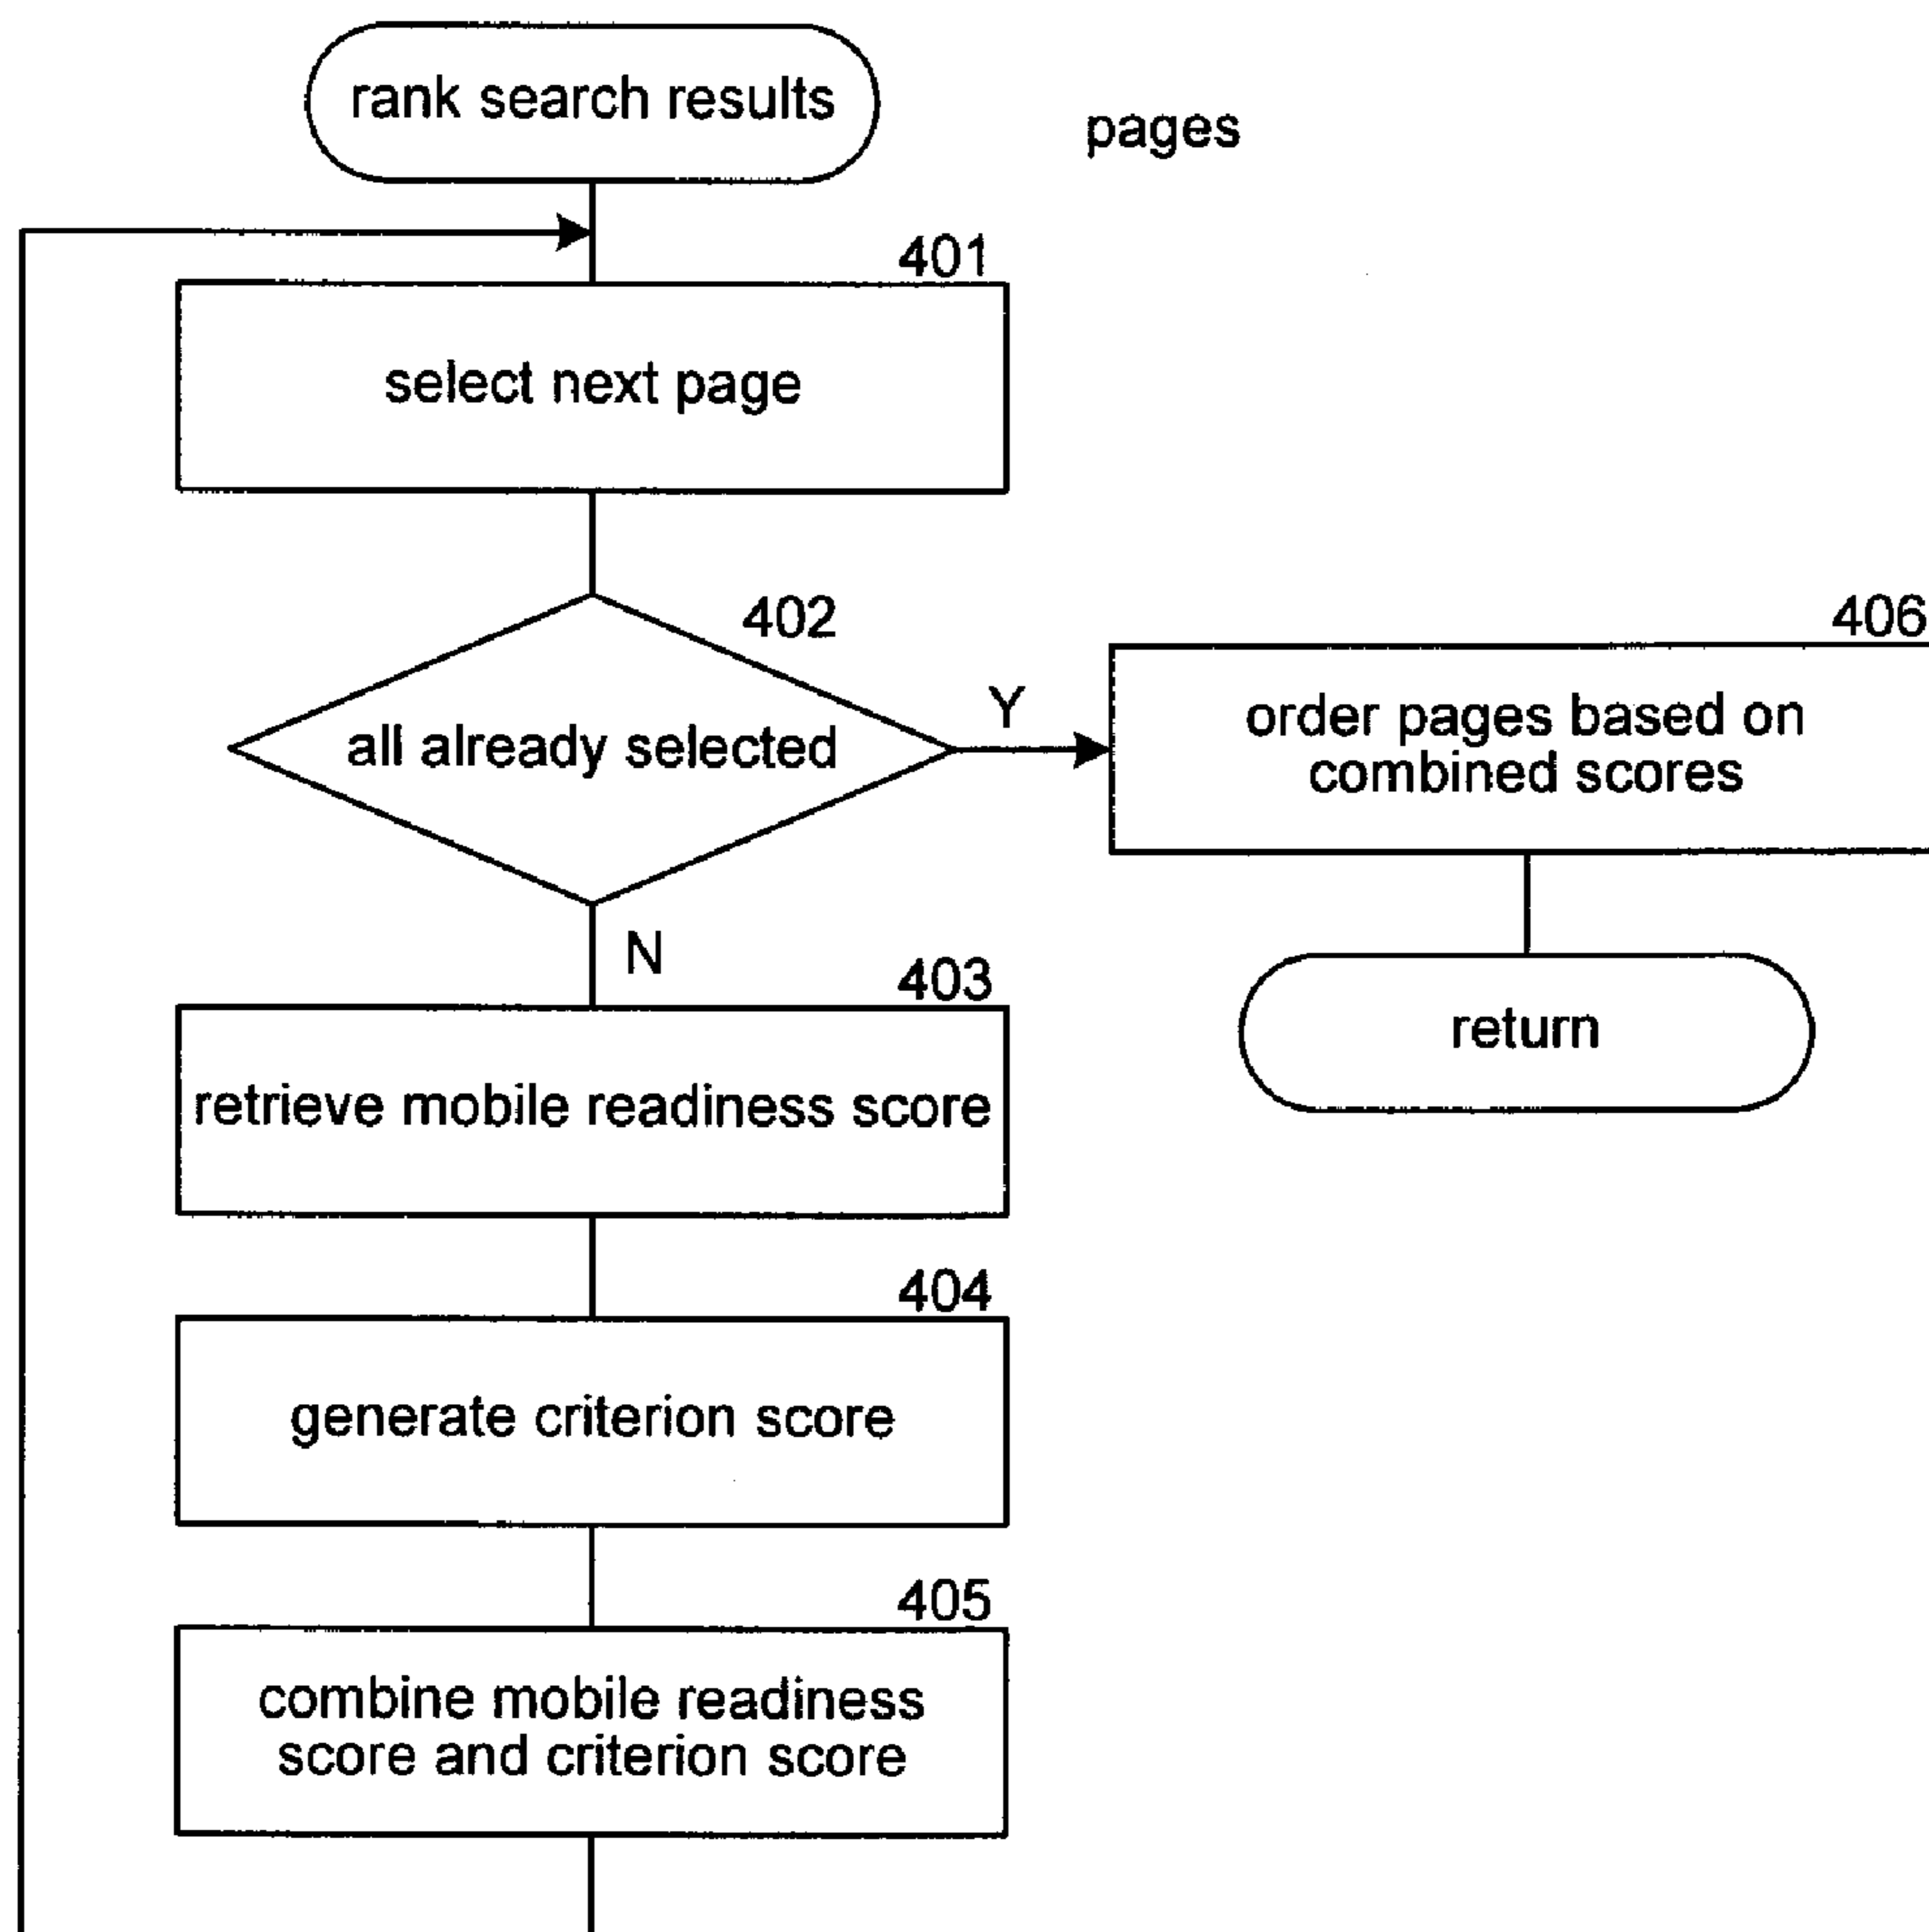 rank search results
pages
401
select next page
402
all already selected
Y
406
order pages based on
combined scores
N
return
403
retrieve mobile readiness score
404
generate criterion score
405
combine mobile readiness
score and criterion score